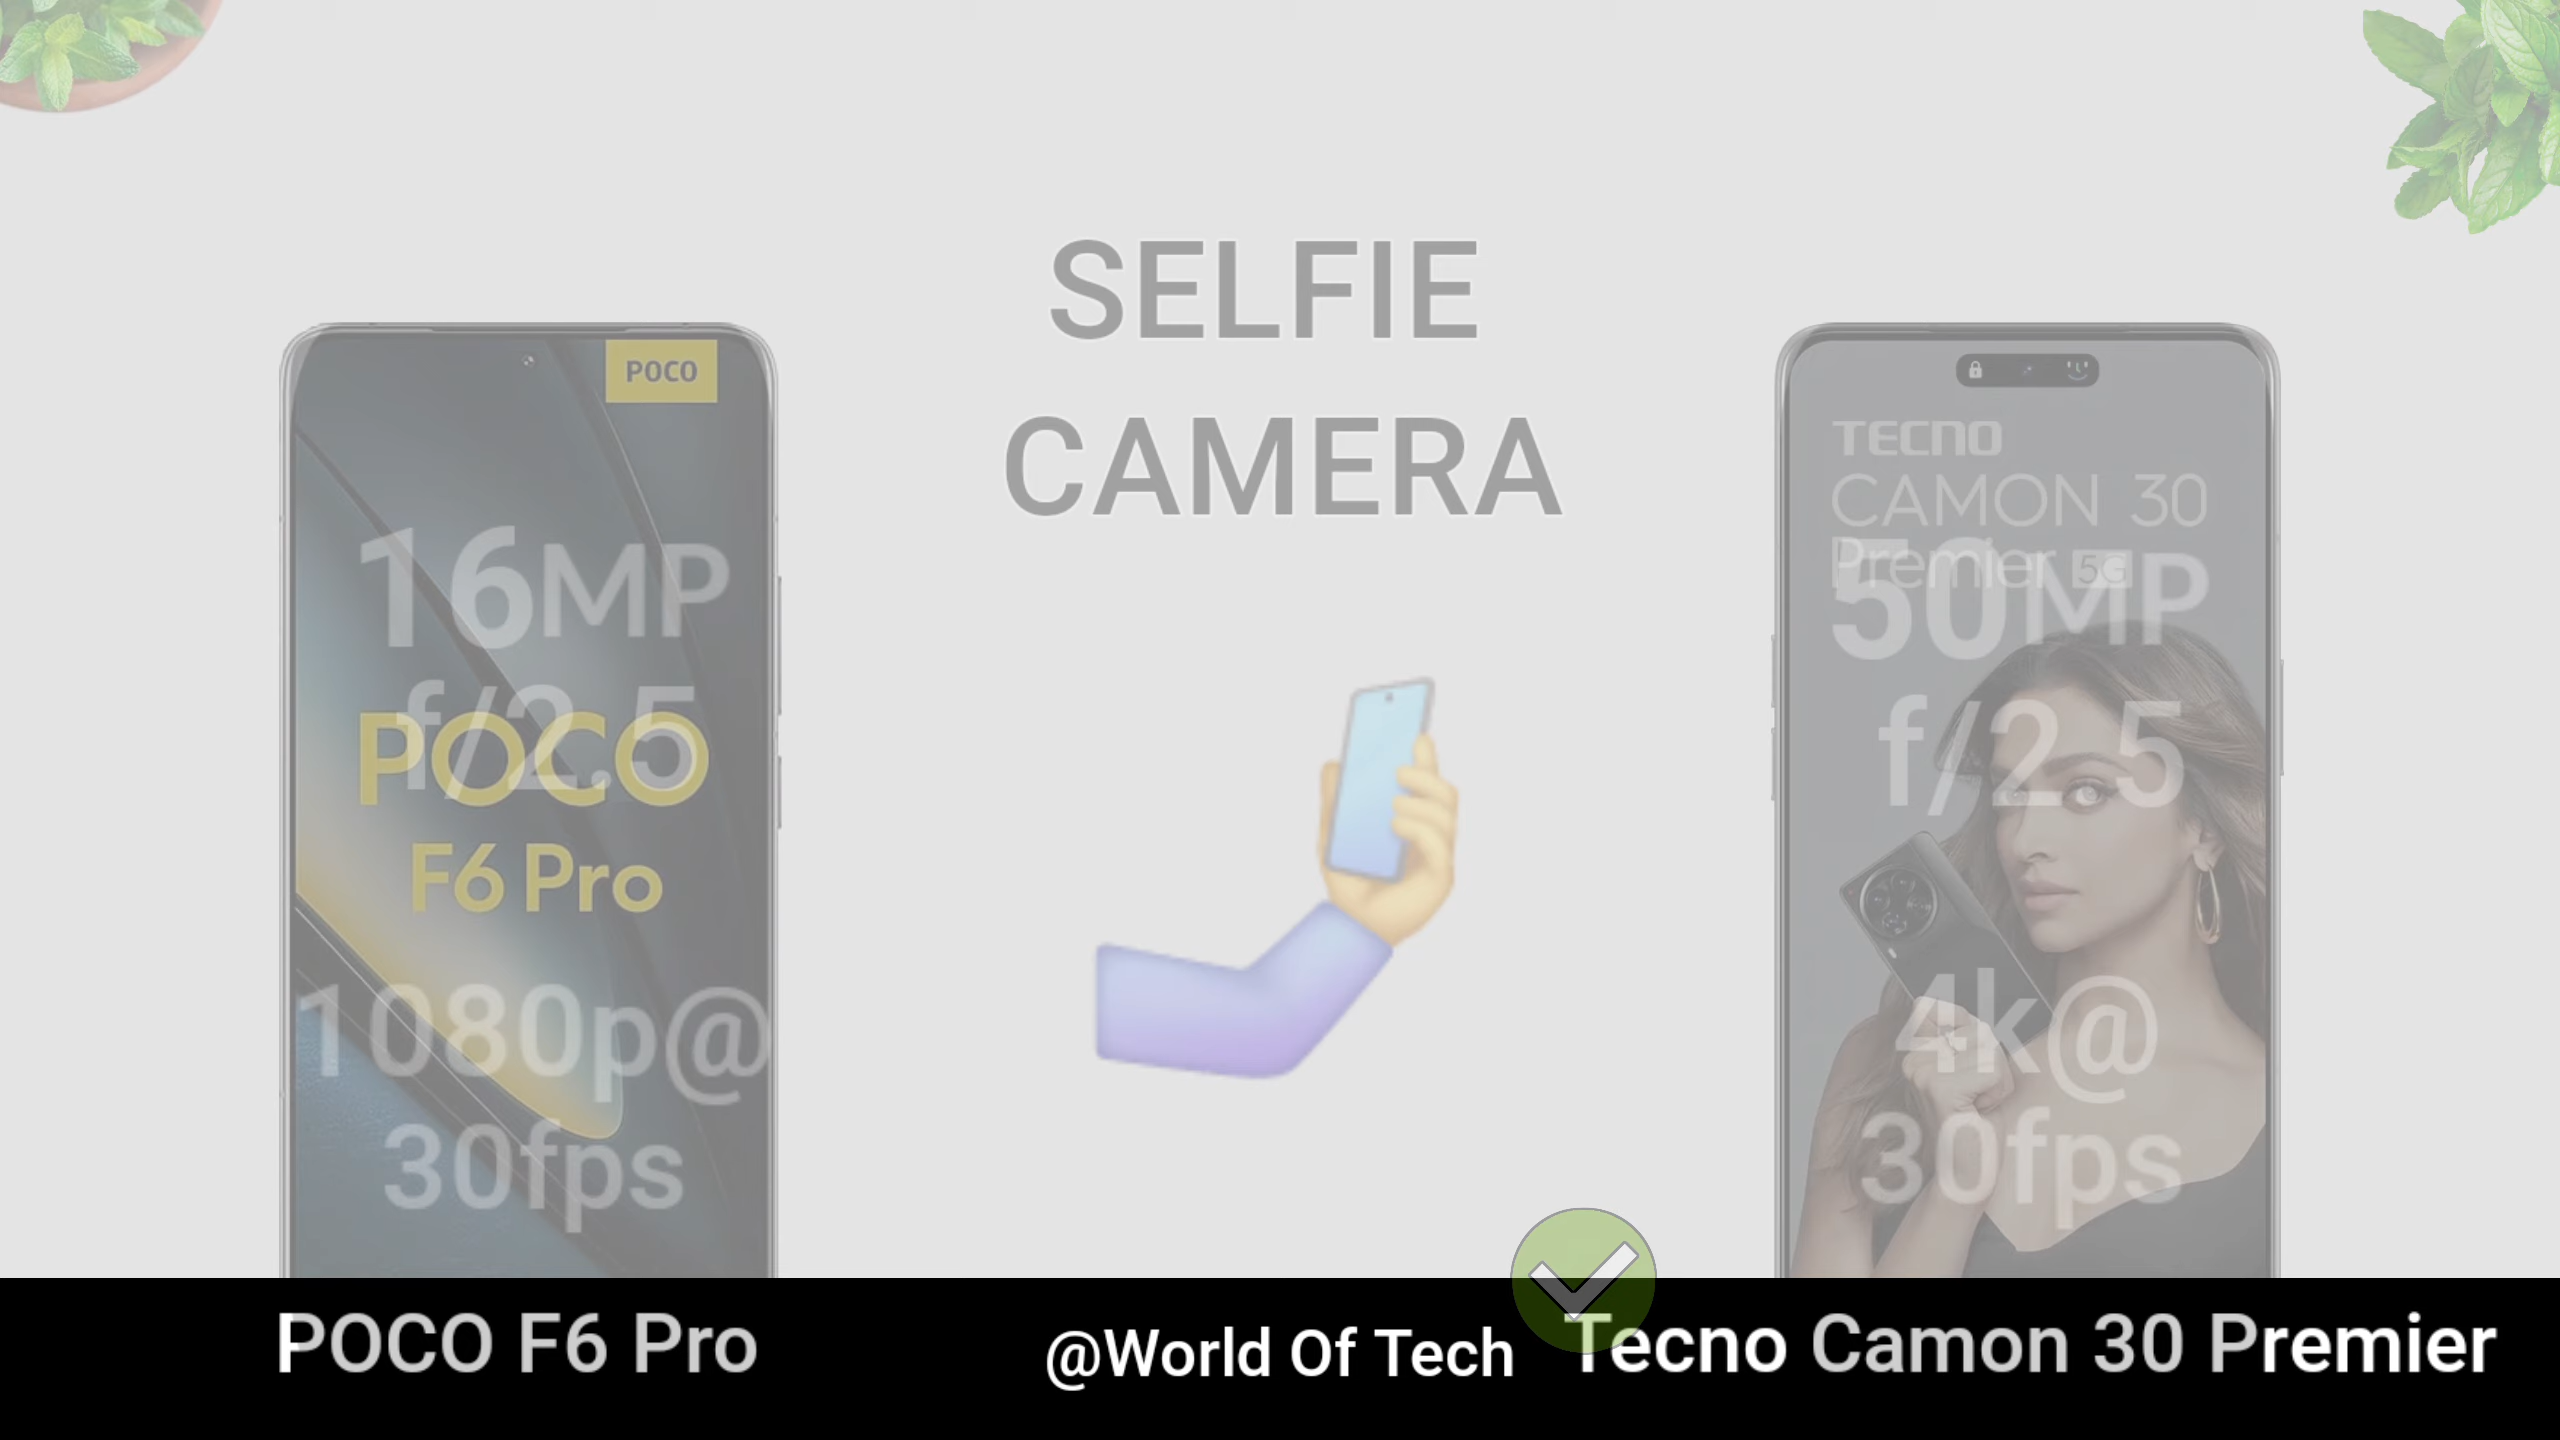 SELFIE
CAMERA
POCO
16MP
f/2.5
POCO
F6 Pro
1080p@
30fps
TECNO
CAMON 30
Premier 5G
50MP
f/2.5
4k@
30fps
POCO F6 Pro
@World Of Tech
Tecno Camon 30 Premier